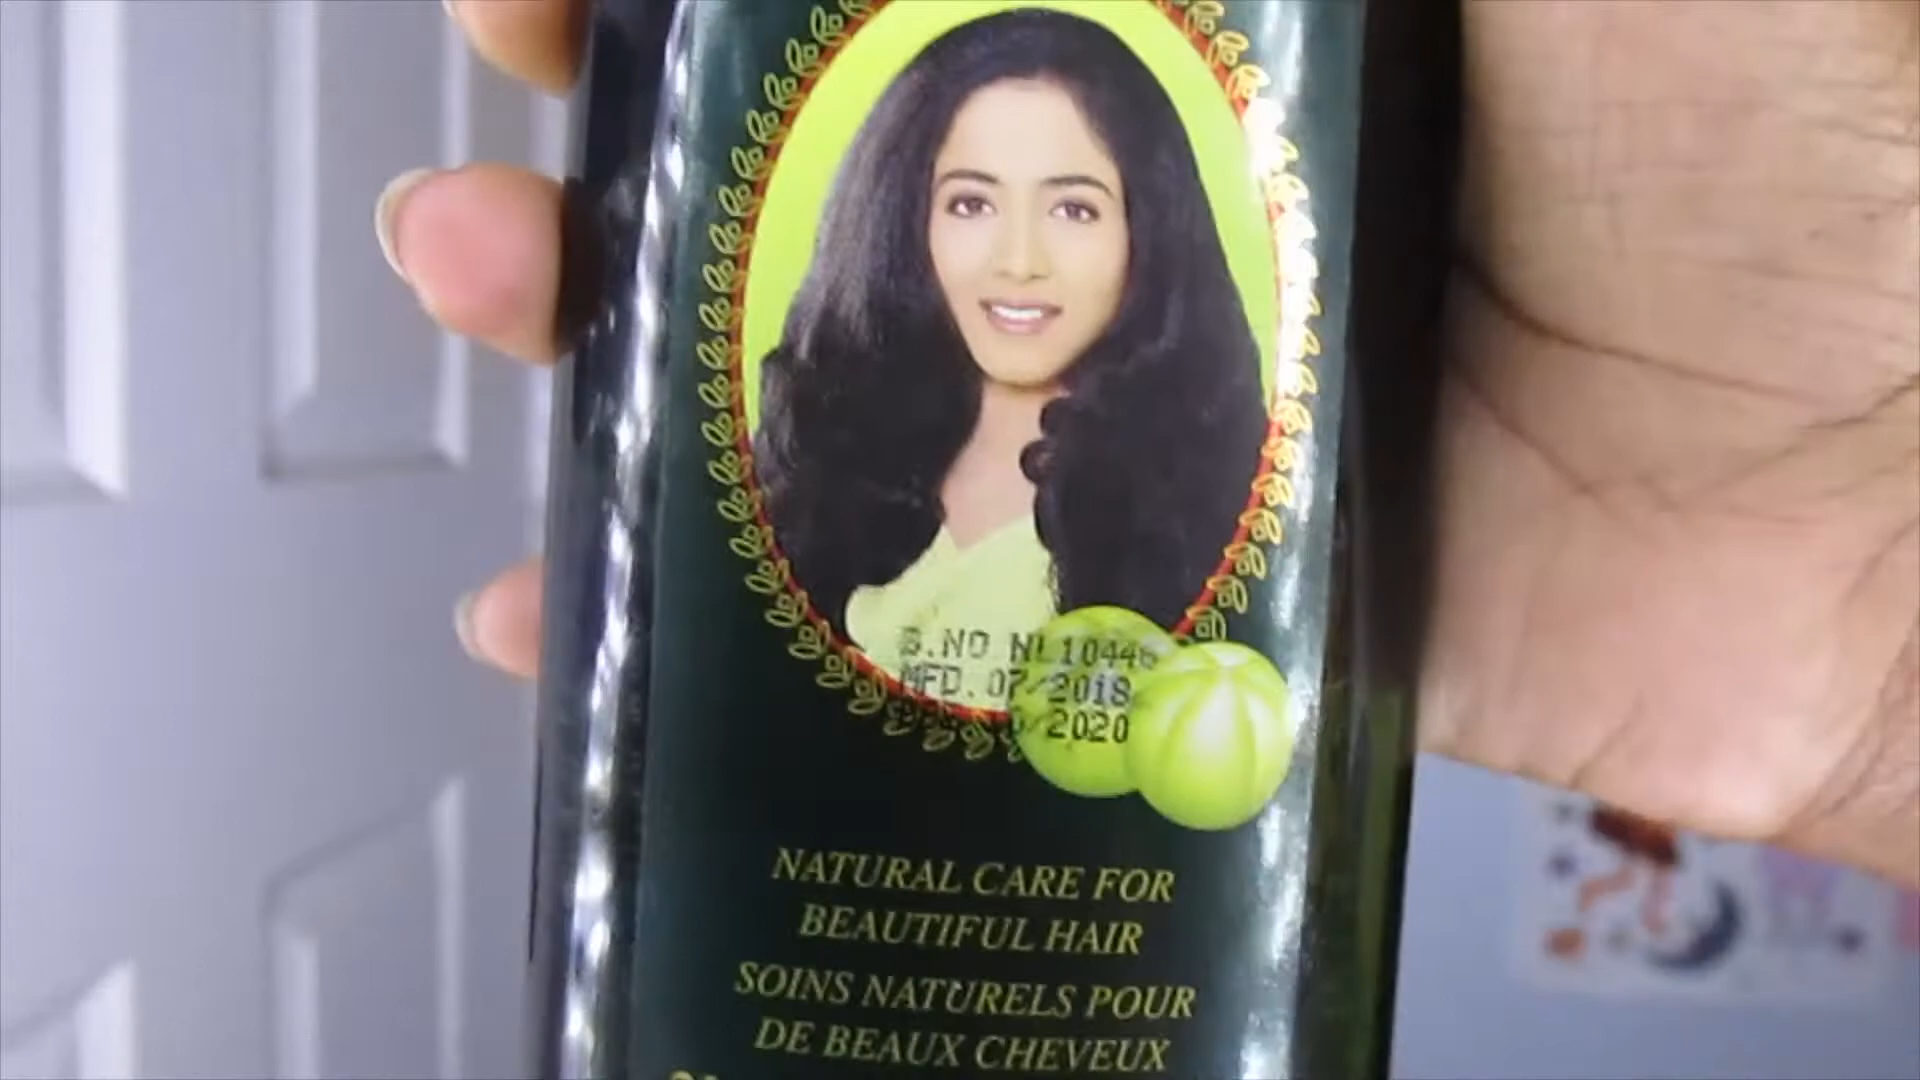 B.NO NL10446
MFD. 07/2018
/2020
NATURAL CARE FOR
BEAUTIFUL HAIR
SOINS NATURELS POUR
DE BEAUX CHEVEUX